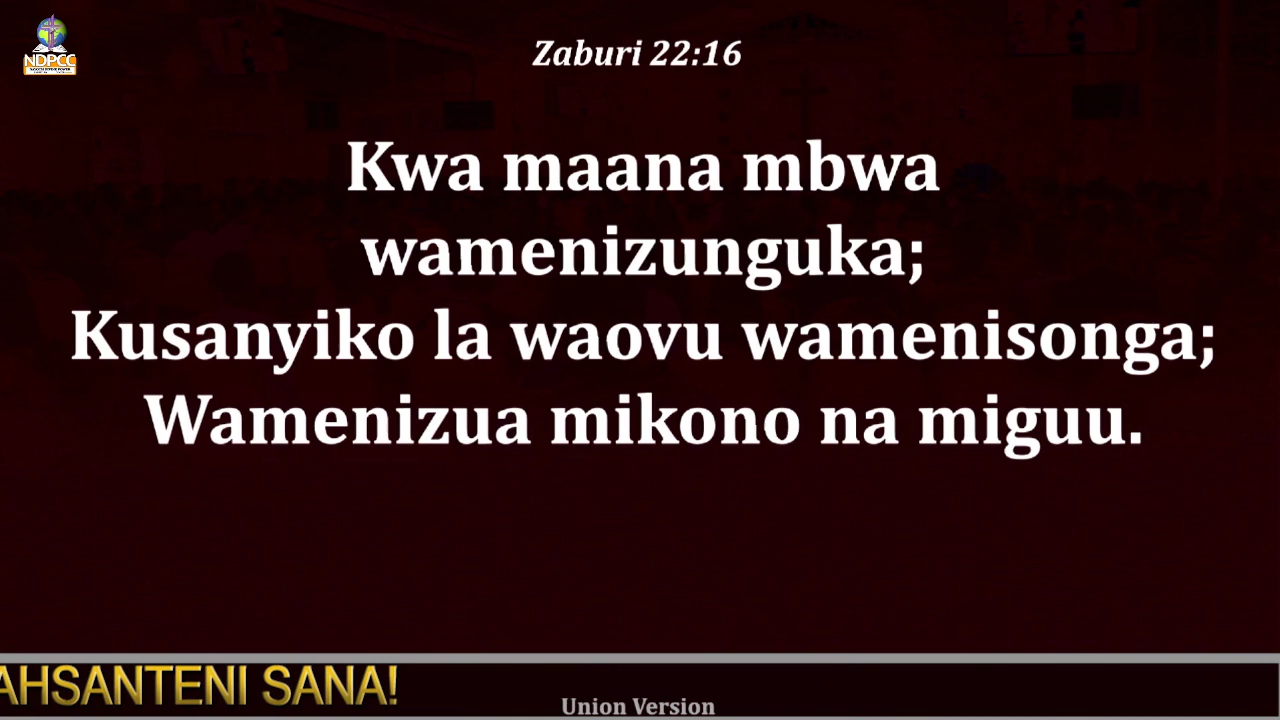 NDPCC
Zaburi 22:16
Kwa maana mbwa
wamenizunguka;
Kusanyiko la waovu wamenisonga;
Wamenizua mikono na miguu.
AHSANTENI SANA!
Union Version